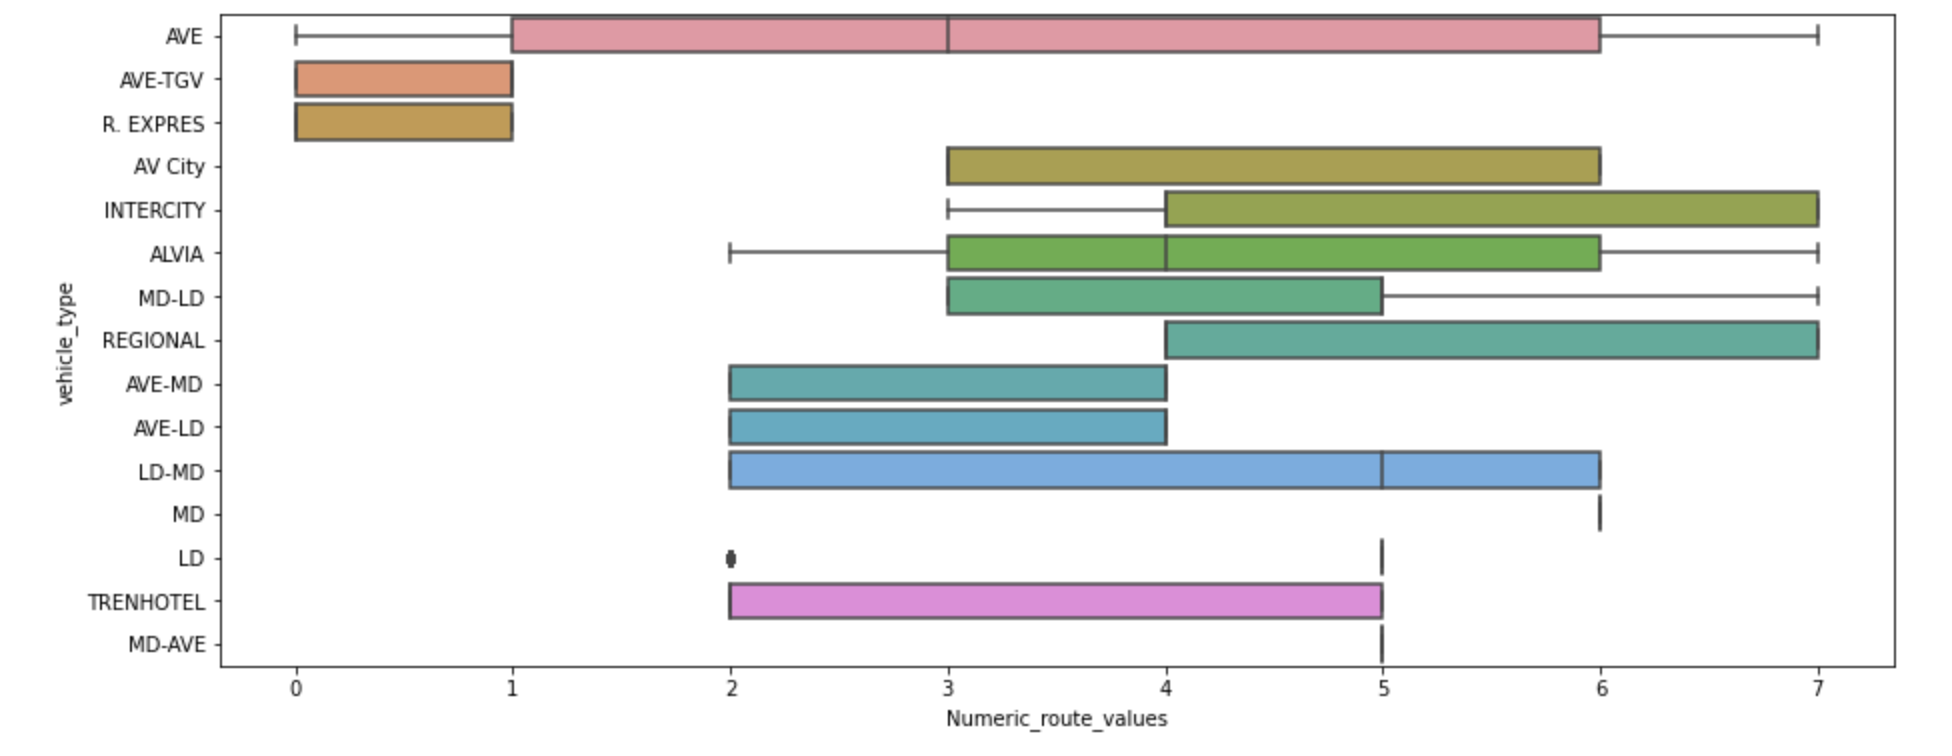 AVE
AVE-TGV
R. EXPRES
AV City
INTERCITY
ALVIA
MD-LD
REGIONAL
AVE-MD
AVE-LD
LD-MD
MD
LD
TRENHOTEL
MD-AVE
vehicle_type
0 1 2 3 4 5 6 7
Numeric_route_values